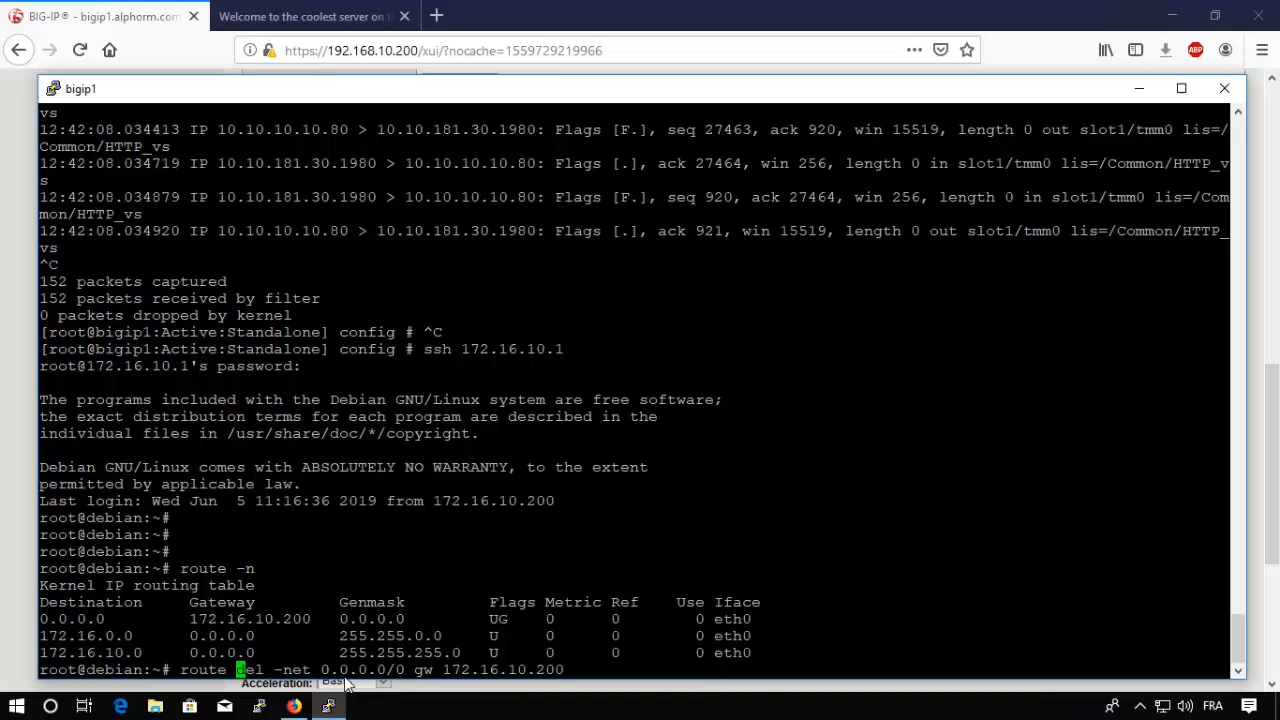 BIG-IP® - bigip1.alphorm.com
Welcome to the coolest server on t
https://192.168.10.200/xui/?nocache=1559729219966
ABP
bigip1
vs
12:42:08.034413 IP 10.10.10.10.80 > 10.10.181.30.1980: Flags [F.], seq 27463, ack 920, win 15519, length 0 out slot1/tmm0 lis=/
Common/HTTP_vs
12:42:08.034719 IP 10.10.181.30.1980 > 10.10.10.10.80: Flags [.], ack 27464, win 256, length 0 in slot1/tmm0 lis=/Common/HTTP_v
s
12:42:08.034879 IP 10.10.181.30.1980 > 10.10.10.10.80: Flags [F.], seq 920, ack 27464, win 256, length 0 in slot1/tmm0 lis=/Com
mon/HTTP_vs
12:42:08.034920 IP 10.10.10.10.80 > 10.10.181.30.1980: Flags [.], ack 921, win 15519, length 0 out slot1/tmm0 lis=/Common/HTTP_
vs
^C
152 packets captured
152 packets received by filter
0 packets dropped by kernel
[root@bigip1:Active:Standalone] config # ^C
[root@bigip1:Active:Standalone] config # ssh 172.16.10.1
root@172.16.10.1's password:
The programs included with the Debian GNU/Linux system are free software;
the exact distribution terms for each program are described in the
individual files in /usr/share/doc/*/copyright.
Debian GNU/Linux comes with ABSOLUTELY NO WARRANTY, to the extent
permitted by applicable law.
Last login: Wed Jun  5 11:16:36 2019 from 172.16.10.200
root@debian:~#
root@debian:~#
root@debian:~#
root@debian:~# route -n
Kernel IP routing table
Destination     Gateway         Genmask         Flags Metric Ref    Use Iface
0.0.0.0         172.16.10.200   0.0.0.0         UG    0      0        0 eth0
172.16.0.0      0.0.0.0         255.255.0.0     U     0      0        0 eth0
172.16.10.0     0.0.0.0         255.255.255.0   U     0      0        0 eth0
root@debian:~# route del -net 0.0.0.0/0 gw 172.16.10.200
Acceleration:
FRA